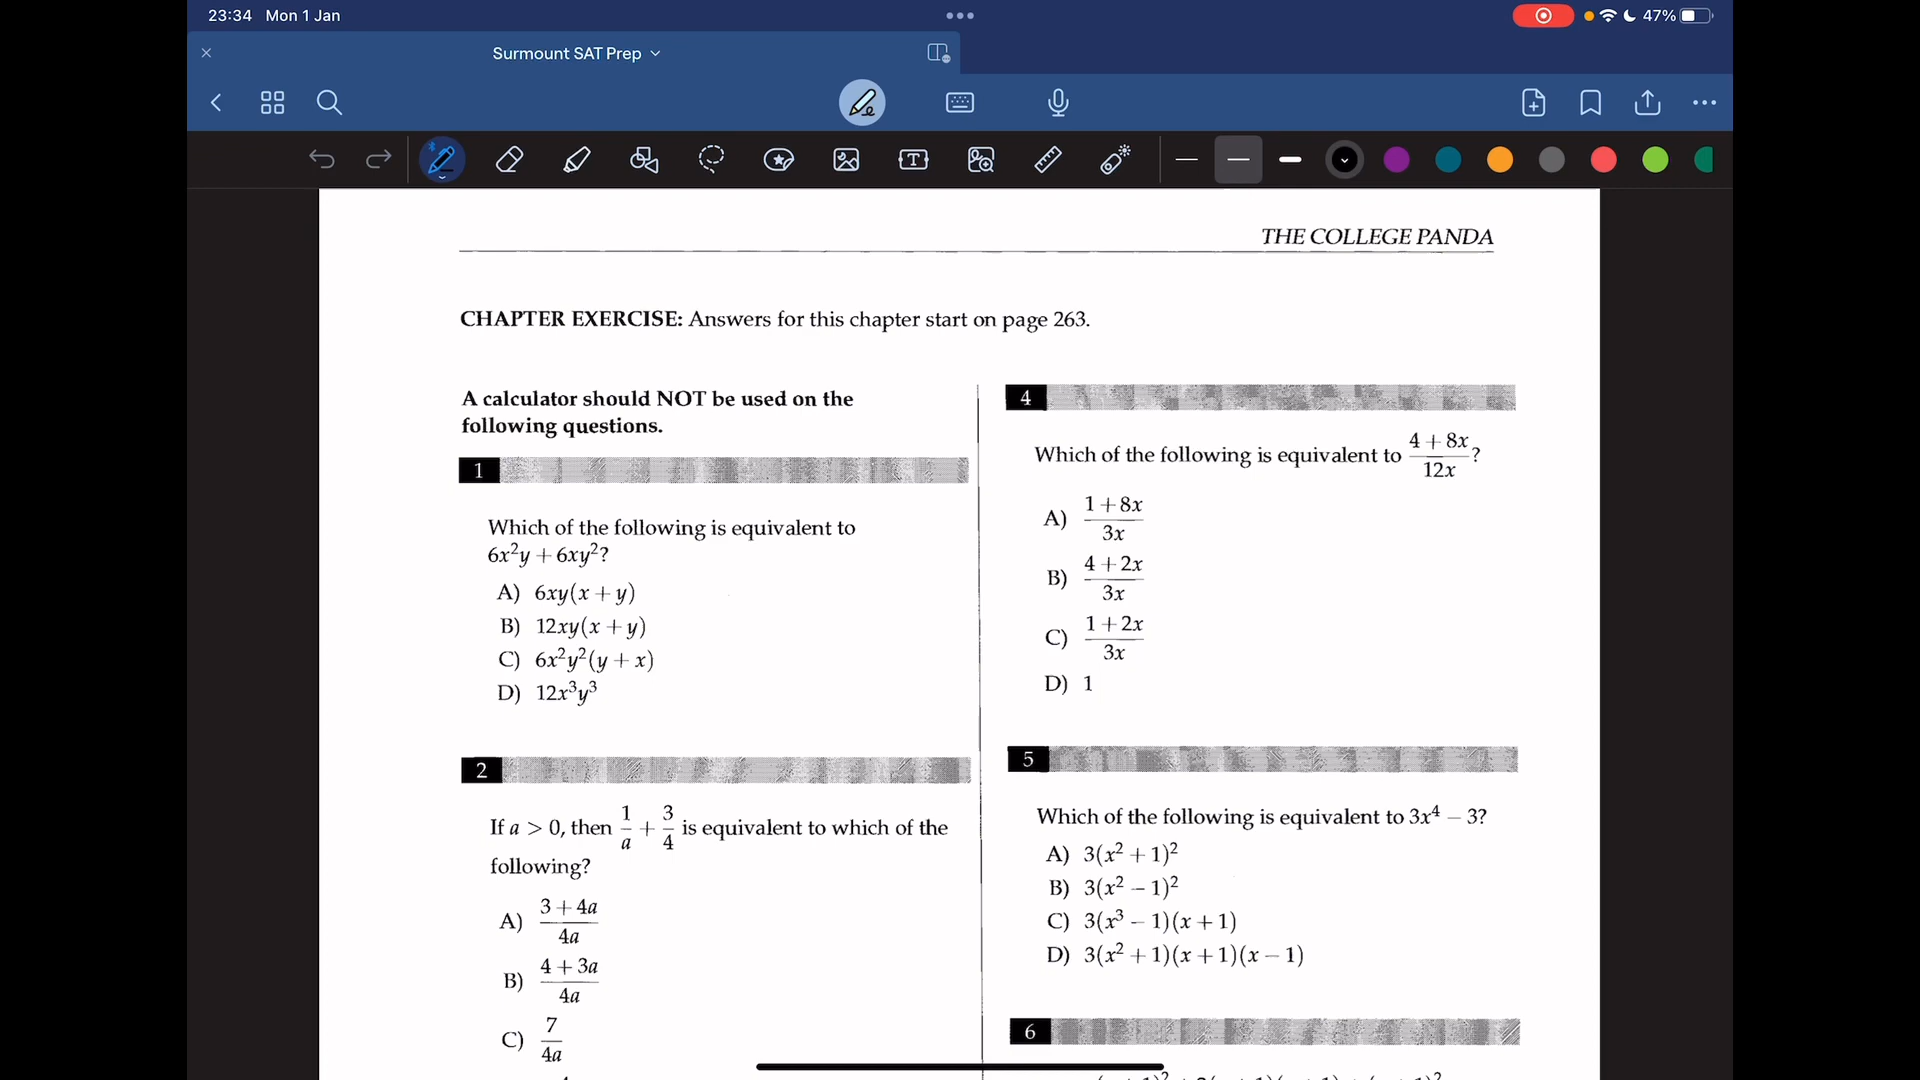 23:34 Mon 1 Jan
47%
Surmount SAT Prep
THE COLLEGE PANDA
CHAPTER EXERCISE: Answers for this chapter start on page 263.
A calculator should NOT be used on the
following questions.
1
Which of the following is equivalent to
6x²y + 6xy²?
A) 6xy(x + y)
B) 12xy(x + y)
C) 6x²y²(y + x)
D) 12x³y³
2
If a > 0, then 1/a + 3/4 is equivalent to which of the
following?
A) (3 + 4a)/4a
B) (4 + 3a)/4a
C) 7/4a
4
Which of the following is equivalent to (4 + 8x)/12x?
A) (1 + 8x)/3x
B) (4 + 2x)/3x
C) (1 + 2x)/3x
D) 1
5
Which of the following is equivalent to 3x⁴ − 3?
A) 3(x² + 1)²
B) 3(x² − 1)²
C) 3(x³ − 1)(x + 1)
D) 3(x² + 1)(x + 1)(x − 1)
6